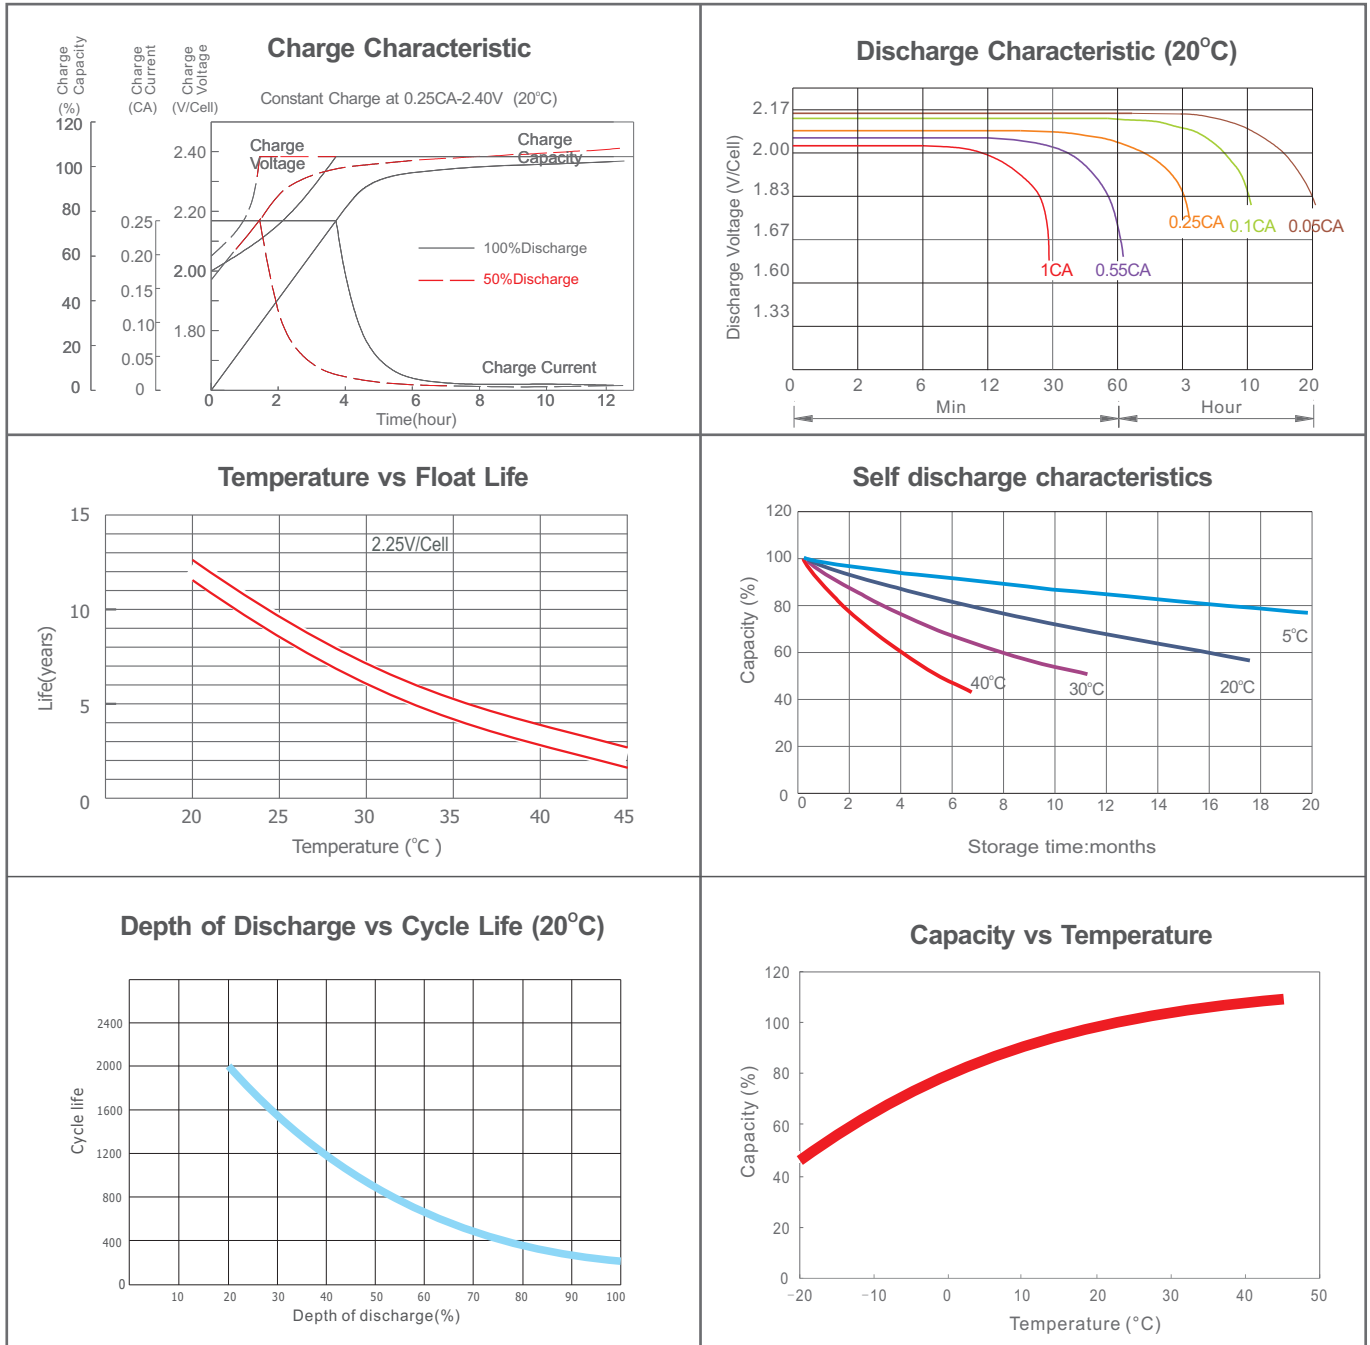 Charge Characteristic
Charge Capacity (%)
Charge Current (CA)
Charge Voltage (V/Cell)
Constant Charge at 0.25CA-2.40V (20°C)
120
100
80
60
40
20
0
0.25
0.20
0.15
0.10
0.05
0
2.40
2.20
2.00
1.80
Charge
Voltage
Charge
Capacity
100%Discharge
50%Discharge
Charge Current
0 2 4 6 8 10 12
Time(hour)
Discharge Characteristic (20°C)
Discharge Voltage (V/Cell)
2.17
2.00
1.83
1.67
1.60
1.33
1CA
0.55CA
0.25CA
0.1CA
0.05CA
0 2 6 12 30 60 3 10 20
Min Hour
Temperature vs Float Life
Life(years)
15
10
5
0
2.25V/Cell
20 25 30 35 40 45
Temperature (°C )
Self discharge characteristics
Capacity (%)
120
100
80
60
40
20
0
5°C
20°C
30°C
40°C
0 2 4 6 8 10 12 14 16 18 20
Storage time:months
Depth of Discharge vs Cycle Life (20°C)
Cycle life
2400
2000
1600
1200
800
400
0
10 20 30 40 50 60 70 80 90 100
Depth of discharge(%)
Capacity vs Temperature
Capacity (%)
120
100
80
60
40
20
0
−20 −10 0 10 20 30 40 50
Temperature (°C)